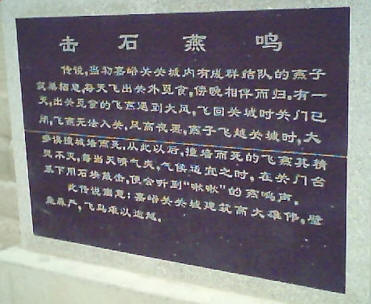 击石燕鸣
传说,当初嘉峪关关城内有成群结队的燕子
筑巢栖息,每天飞出关外觅食,傍晚相伴而归。有一
天,出关觅食的飞燕遇到大风,飞回关城时关门已
闭,飞燕无法入关,风高夜黑,燕子飞越关城时,大
多误撞城墙而死。从此以后,撞墙而死的飞燕其精
灵不灭,每当天晴气爽,气候适宜之时,在关门台
基下用石块敲击,便会听到“啾啾”的燕鸣声。
此传说寓意:嘉峪关关城建筑高大雄伟,壁
垒森严,飞鸟难以逾越。